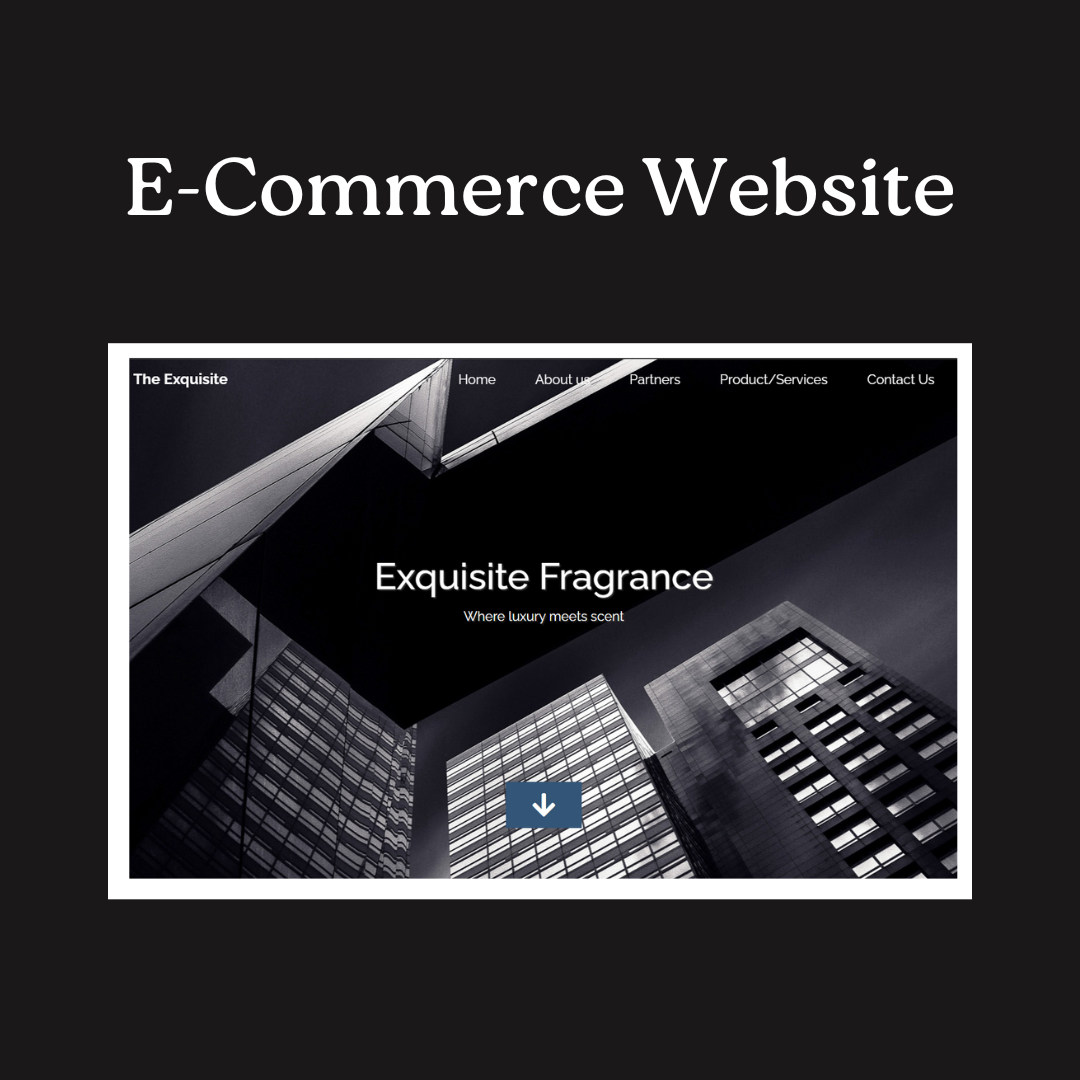 E-Commerce Website
The Exquisite Home About us Partners Product/Services Contact Us
Exquisite Fragrance
Where luxury meets scent